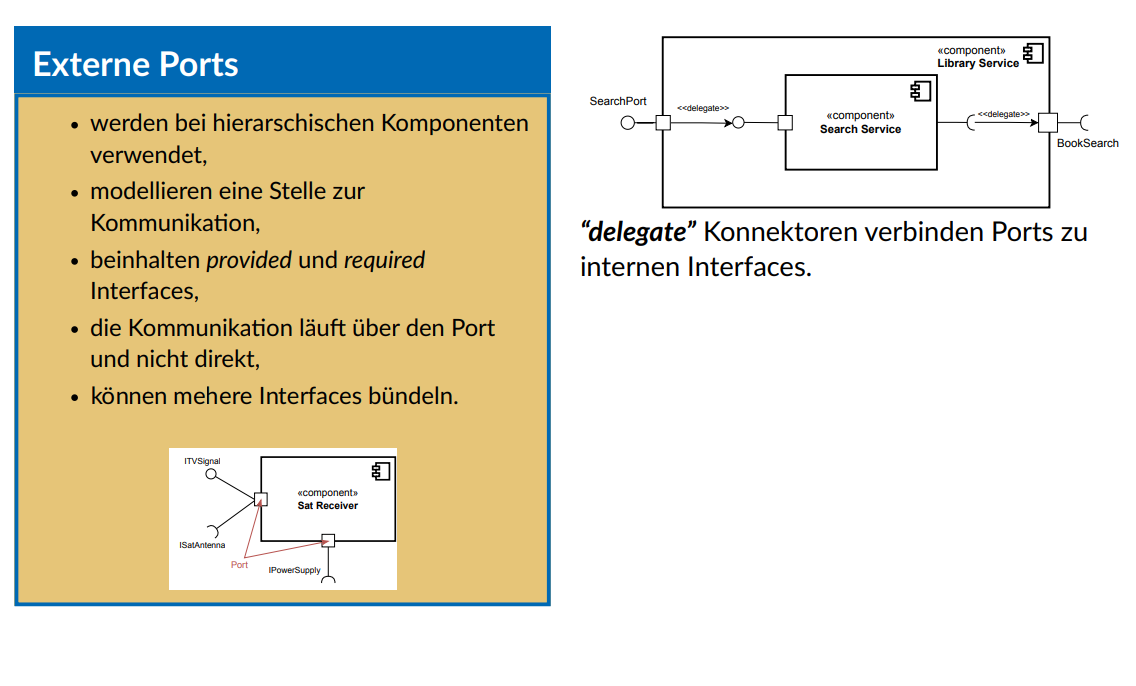 Externe Ports
• werden bei hierarschischen Komponenten
verwendet,
• modellieren eine Stelle zur
Kommunikation,
• beinhalten provided und required
Interfaces,
• die Kommunikation läuft über den Port
und nicht direkt,
• können mehere Interfaces bündeln.
ITVSignal
«component»
Sat Receiver
ISatAntenna
Port
IPowerSupply
«component»
Library Service
SearchPort
<<delegate>>
«component»
Search Service
<<delegate>>
BookSearch
“delegate” Konnektoren verbinden Ports zu
internen Interfaces.